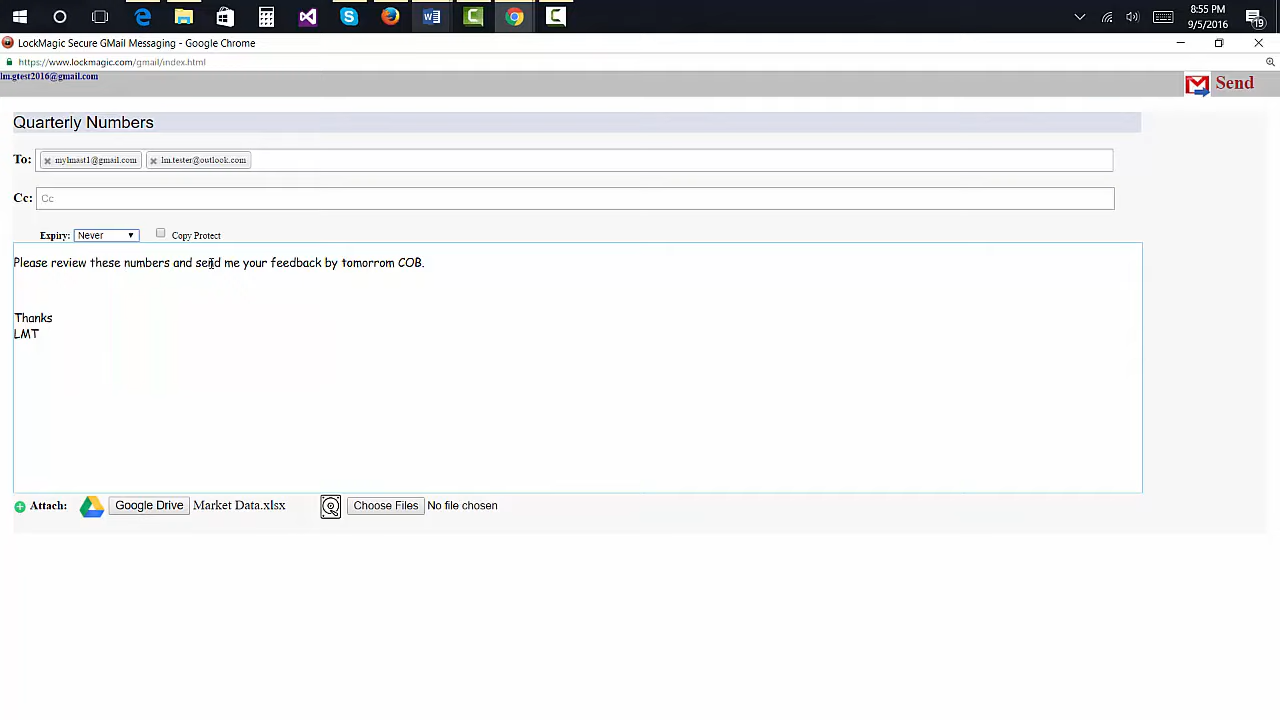 8:55 PM
9/5/2016
19
LockMagic Secure GMail Messaging - Google Chrome
https://www.lockmagic.com/gmail/index.html
lm.gtest2016@gmail.com
Send
Quarterly Numbers
To: mylmast1@gmail.com lm.tester@outlook.com
Cc: Cc
Expiry: Never Copy Protect
Please review these numbers and send me your feedback by tomorrom COB.
Thanks
LMT
Attach: Google Drive Market Data.xlsx Choose Files No file chosen